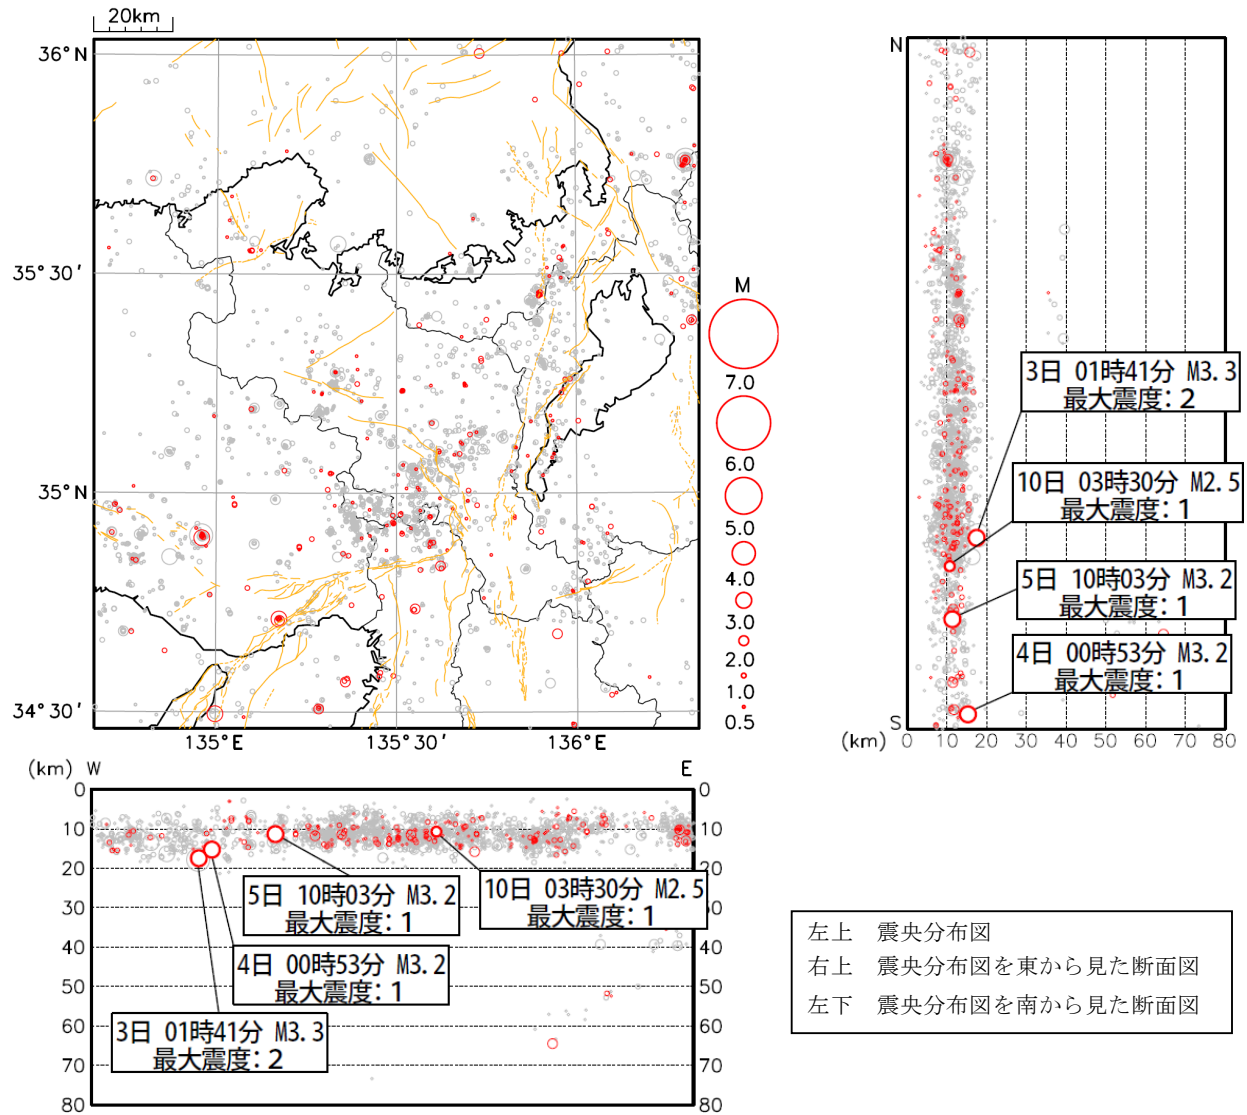 20km
36°N
35°30′
35°N
34°30′
135°E
135°30′
136°E
M
7.0
6.0
5.0
4.0
3.0
2.0
1.0
0.5
N
S
3日 01時41分 M3.3
最大震度：2
10日 03時30分 M2.5
最大震度：1
5日 10時03分 M3.2
最大震度：1
4日 00時53分 M3.2
最大震度：1
(km) 0 10 20 30 40 50 60 70 80
(km) W
E
0 0
10 10
20 20
30
40 40
50 50
60 60
70 70
80 80
5日 10時03分 M3.2
最大震度：1
10日 03時30分 M2.5
最大震度：1
4日 00時53分 M3.2
最大震度：1
3日 01時41分 M3.3
最大震度：2
左上 震央分布図
右上 震央分布図を東から見た断面図
左下 震央分布図を南から見た断面図